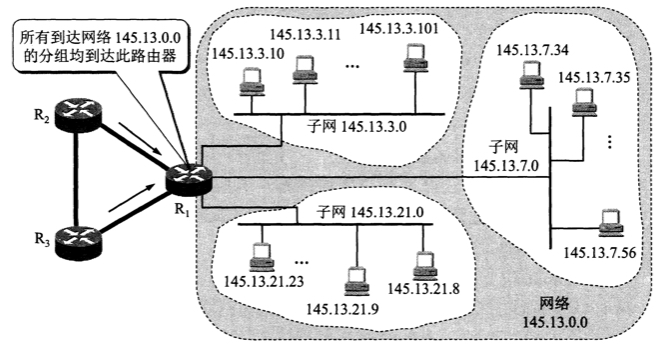 所有到达网络 145.13.0.0
的分组均到达此路由器
R2
R3
R1
145.13.3.10
145.13.3.11
...
145.13.3.101
子网 145.13.3.0
145.13.7.34
145.13.7.35
...
子网
145.13.7.0
145.13.7.56
子网 145.13.21.0
145.13.21.23
...
145.13.21.9
145.13.21.8
网络
145.13.0.0